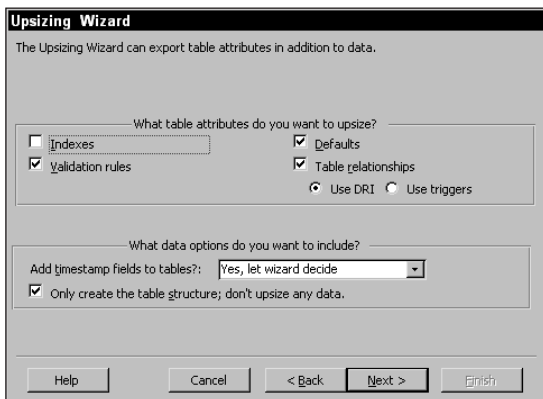 Upsizing Wizard
The Upsizing Wizard can export table attributes in addition to data.
What table attributes do you want to upsize?
Indexes
Defaults
Validation rules
Table relationships
Use DRI
Use triggers
What data options do you want to include?
Add timestamp fields to tables?:
Yes, let wizard decide
Only create the table structure; don't upsize any data.
Help
Cancel
< Back
Next >
Finish